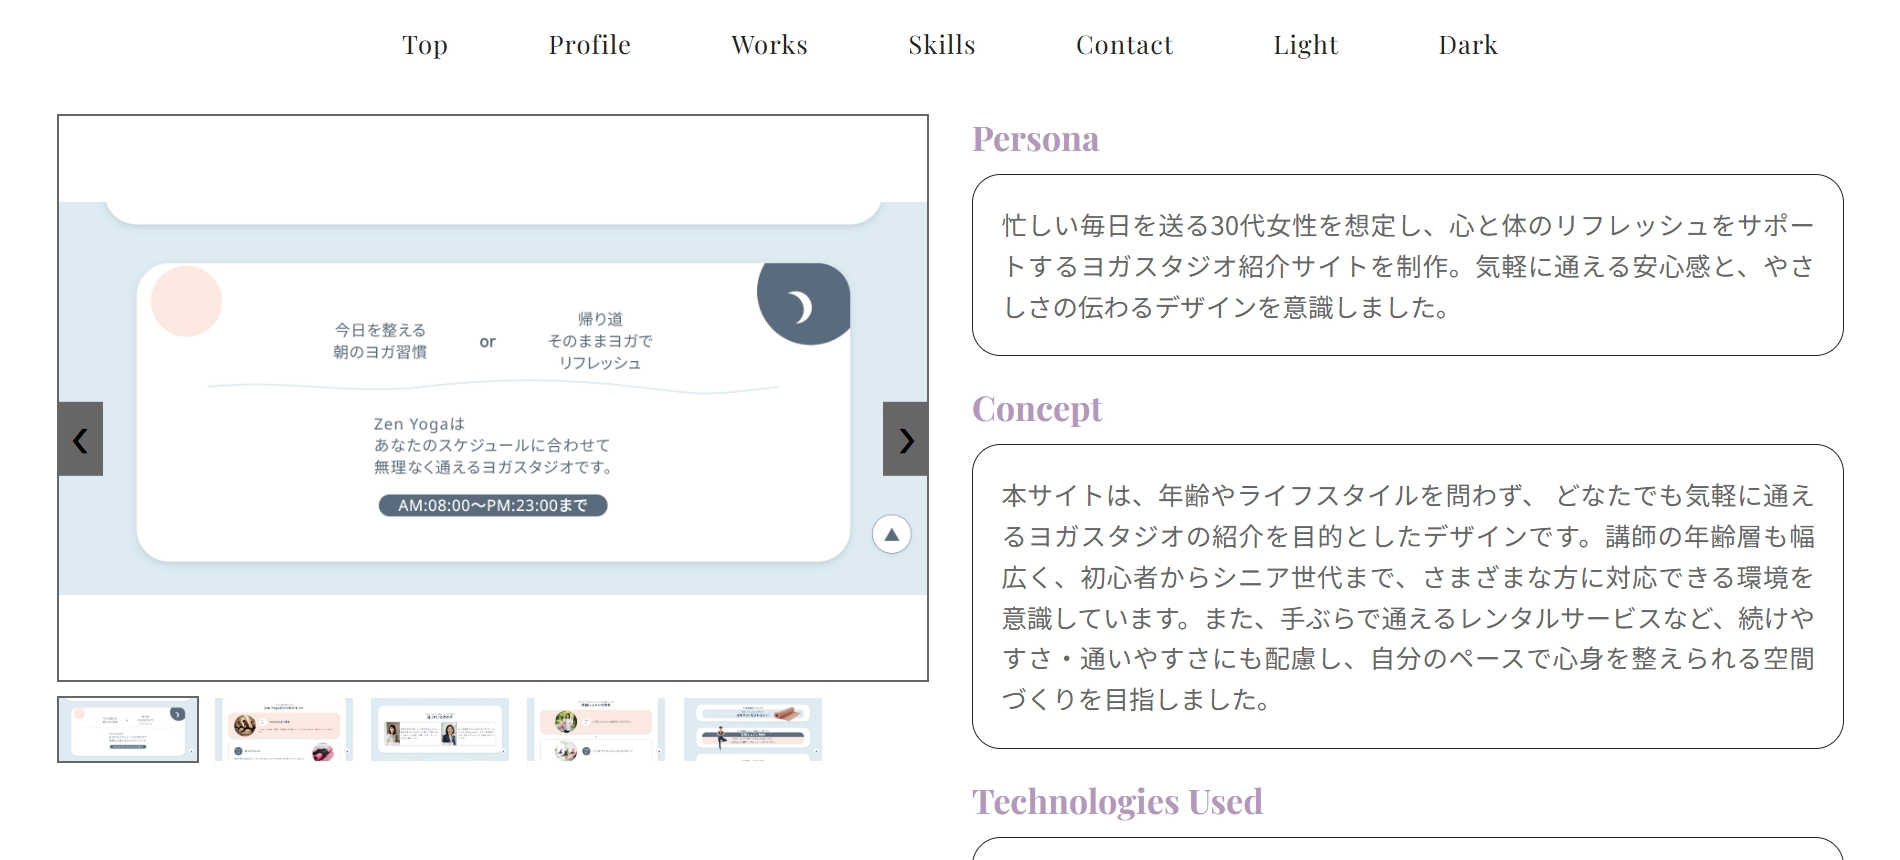 Top Profile Works Skills Contact Light Dark
今日を整える
朝のヨガ習慣
or
帰り道
そのままヨガで
リフレッシュ
Zen Yogaは
あなたのスケジュールに合わせて
無理なく通えるヨガスタジオです。
AM:08:00〜PM:23:00まで
Persona
忙しい毎日を送る30代女性を想定し、心と体のリフレッシュをサポー
トするヨガスタジオ紹介サイトを制作。気軽に通える安心感と、やさ
しさの伝わるデザインを意識しました。
Concept
本サイトは、年齢やライフスタイルを問わず、 どなたでも気軽に通え
るヨガスタジオの紹介を目的としたデザインです。講師の年齢層も幅
広く、初心者からシニア世代まで、さまざまな方に対応できる環境を
意識しています。また、手ぶらで通えるレンタルサービスなど、続けや
すさ・通いやすさにも配慮し、自分のペースで心身を整えられる空間
づくりを目指しました。
Technologies Used